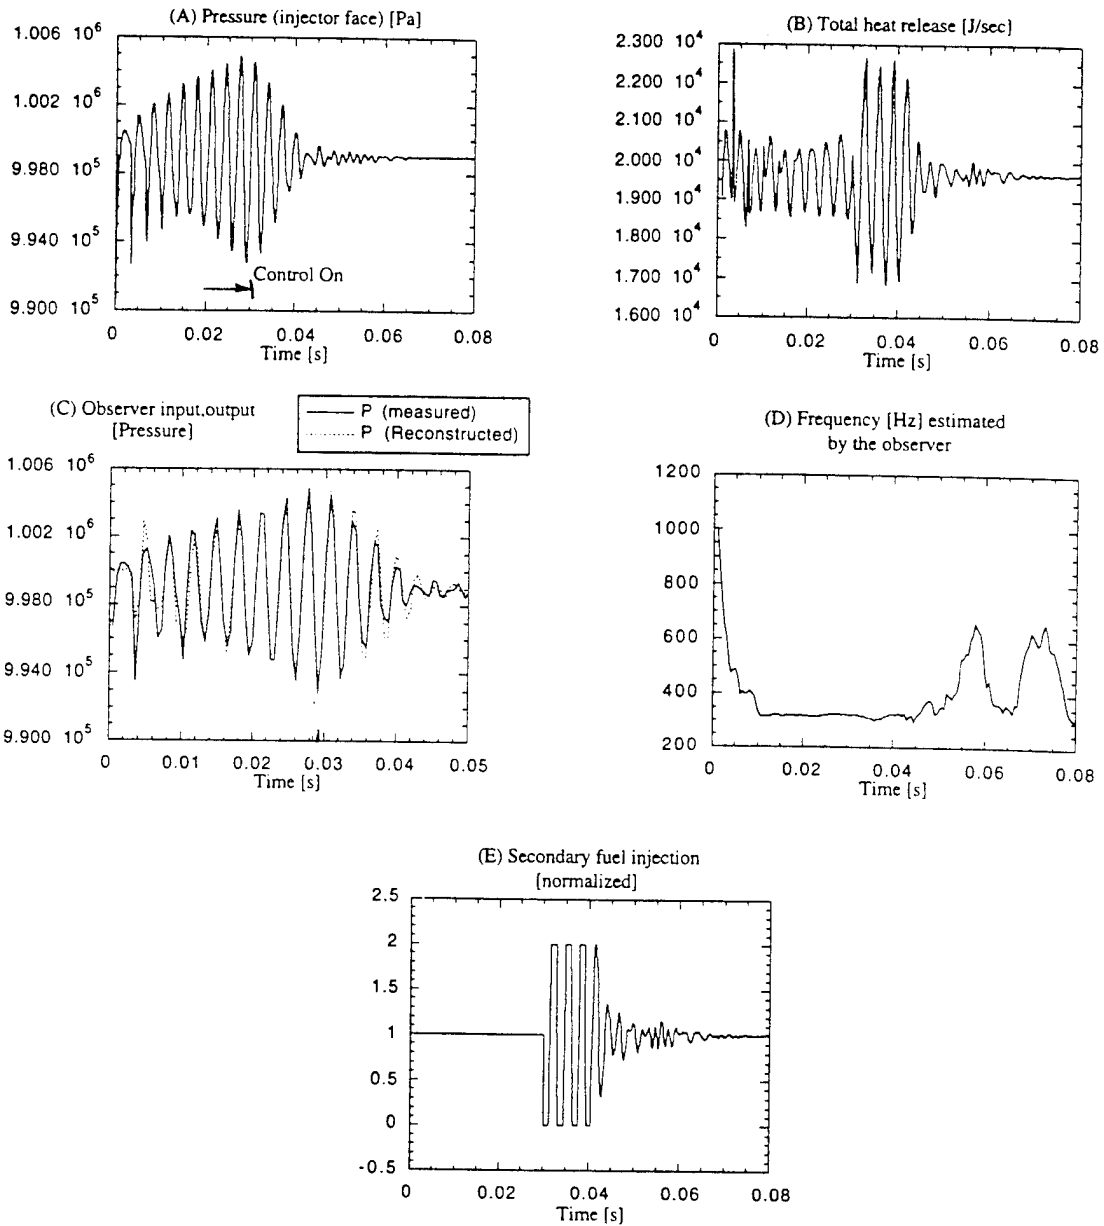 (A) Pressure (injector face) [Pa]
1.006 10^6
1.002 10^6
9.980 10^5
9.940 10^5
9.900 10^5
Control On
0 0.02 0.04 0.06 0.08
Time [s]
(B) Total heat release [J/sec]
2.300 10^4
2.200 10^4
2.100 10^4
2.000 10^4
1.900 10^4
1.800 10^4
1.700 10^4
1.600 10^4
0 0.02 0.04 0.06 0.08
Time [s]
(C) Observer input,output
[Pressure]
P (measured)
P (Reconstructed)
1.006 10^6
1.002 10^6
9.980 10^5
9.940 10^5
9.900 10^5
0 0.01 0.02 0.03 0.04 0.05
Time [s]
(D) Frequency [Hz] estimated
by the observer
1200
1000
800
600
400
200
0 0.02 0.04 0.06 0.08
Time [s]
(E) Secondary fuel injection
[normalized]
2.5
2
1.5
1
0.5
0
-0.5
0 0.02 0.04 0.06 0.08
Time [s]